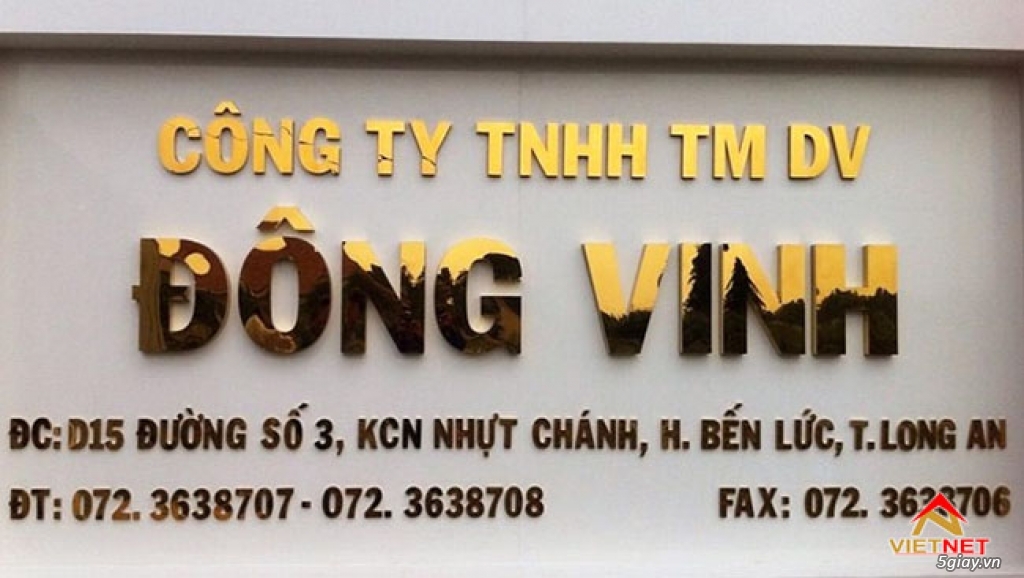 CÔNG TY TNHH TM DV
ĐÔNG VINH
ĐC: D15 ĐƯỜNG SỐ 3, KCN NHỰT CHÁNH, H. BẾN LỨC, T. LONG AN
ĐT: 072. 3638707 - 072. 3638708
FAX: 072. 3638706
VIETNET
5giay.vn